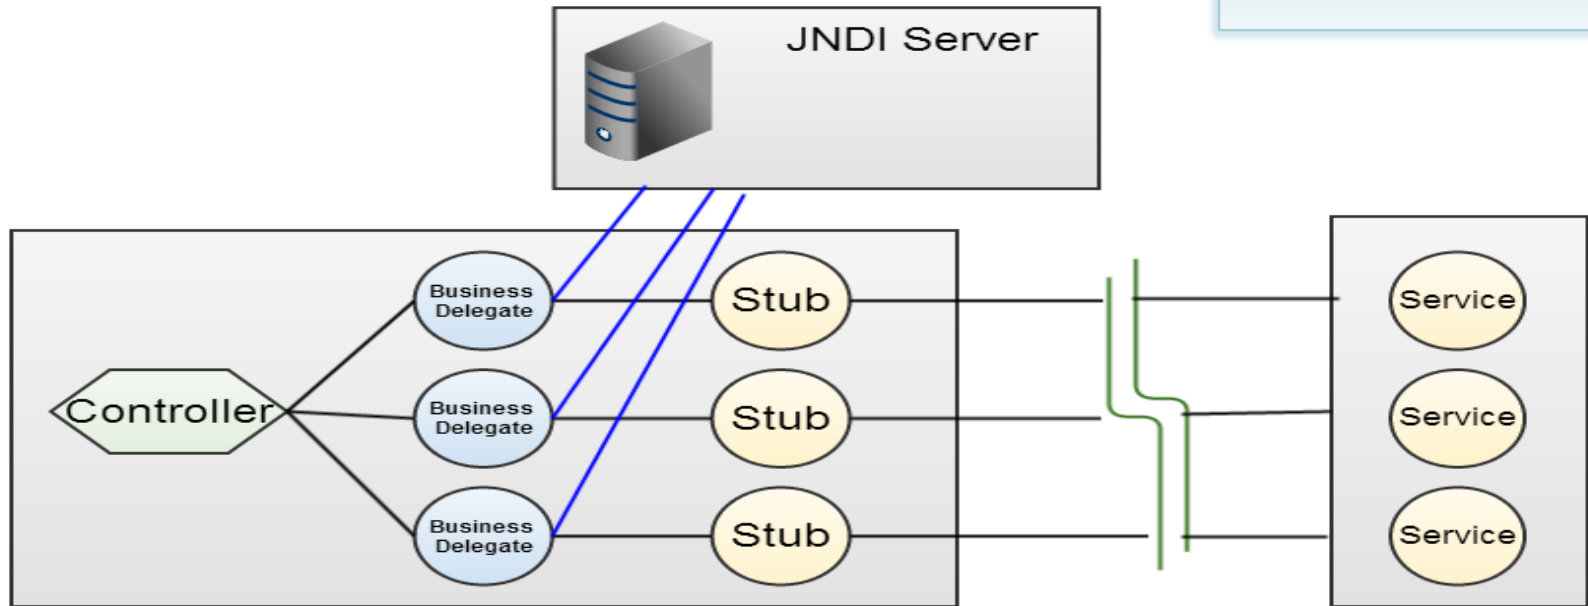 JNDI Server
Business
Delegate
Stub
Service
Controller
Business
Delegate
Stub
Service
Business
Delegate
Stub
Service